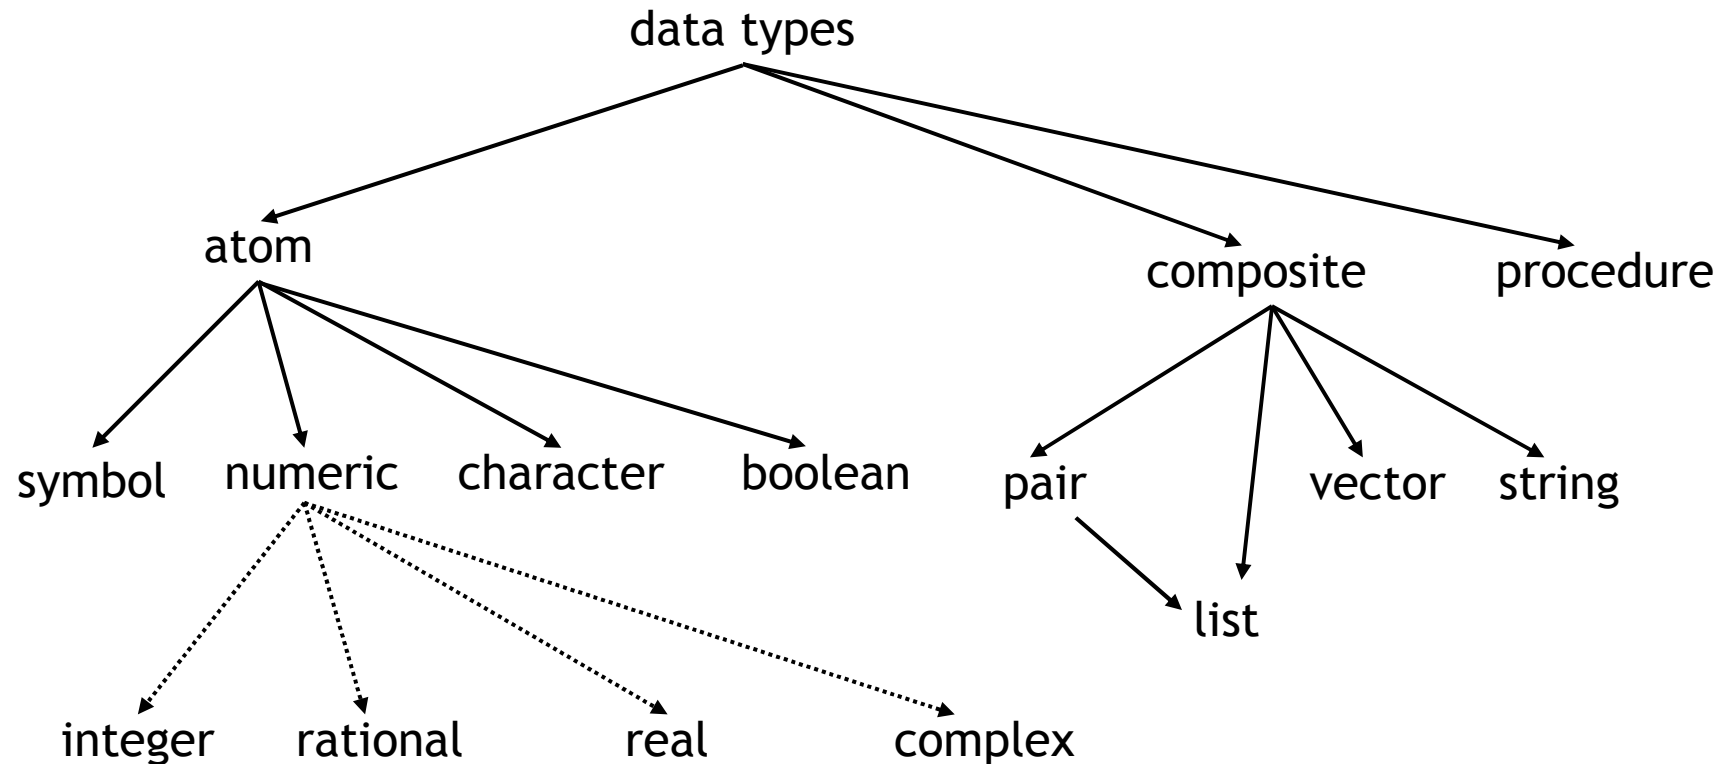 data types
atom
composite procedure
symbol numeric character boolean
pair vector string
list
integer rational real complex